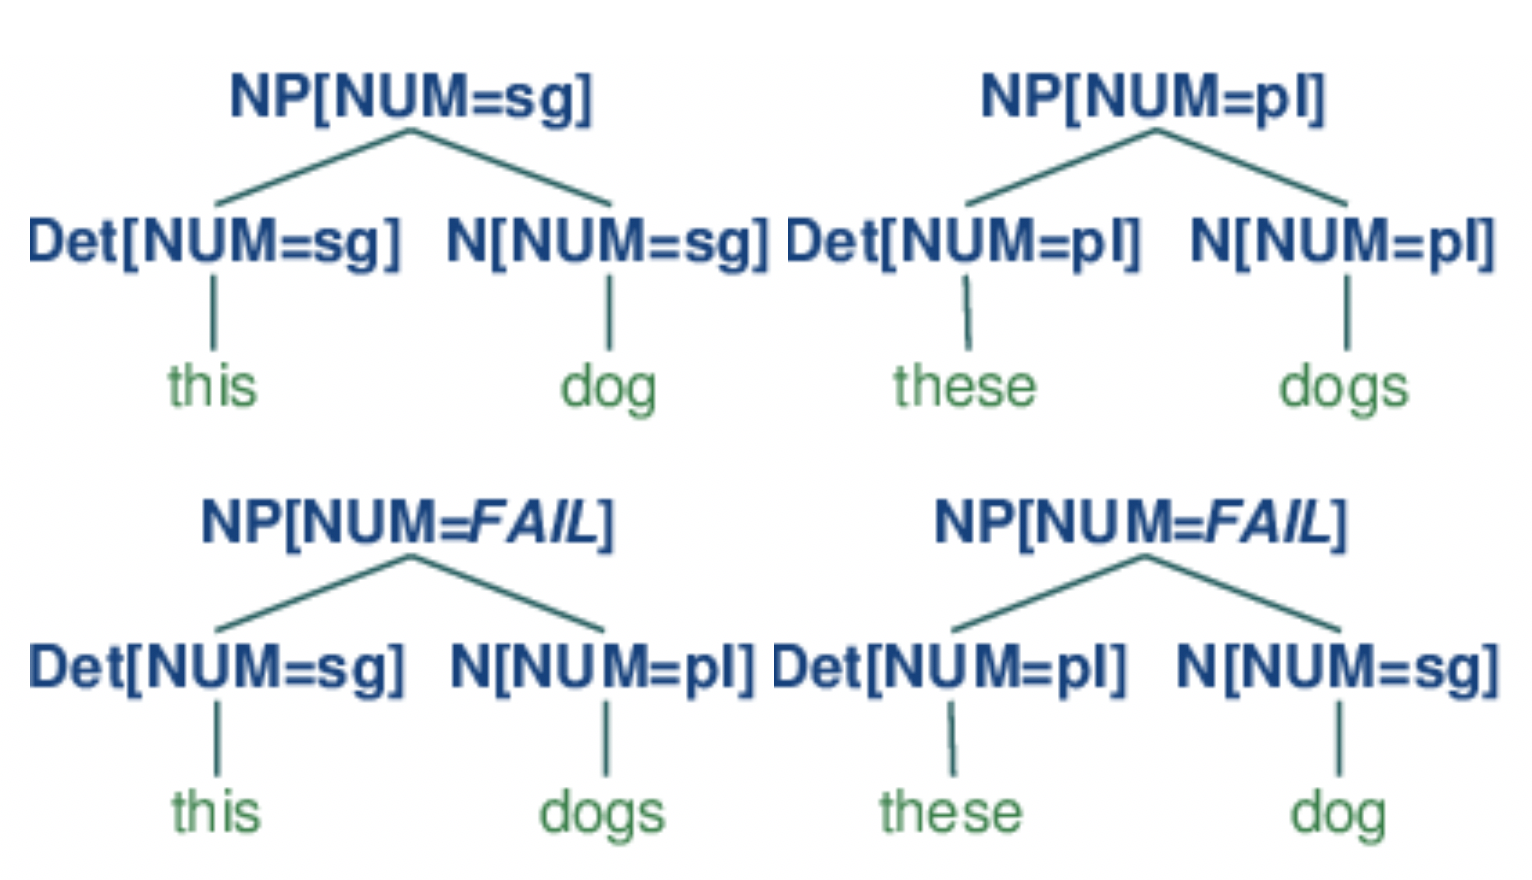 NP[NUM=sg] NP[NUM=pl]
Det[NUM=sg] N[NUM=sg] Det[NUM=pl] N[NUM=pl]
this dog these dogs
NP[NUM=FAIL] NP[NUM=FAIL]
Det[NUM=sg] N[NUM=pl] Det[NUM=pl] N[NUM=sg]
this dogs these dog